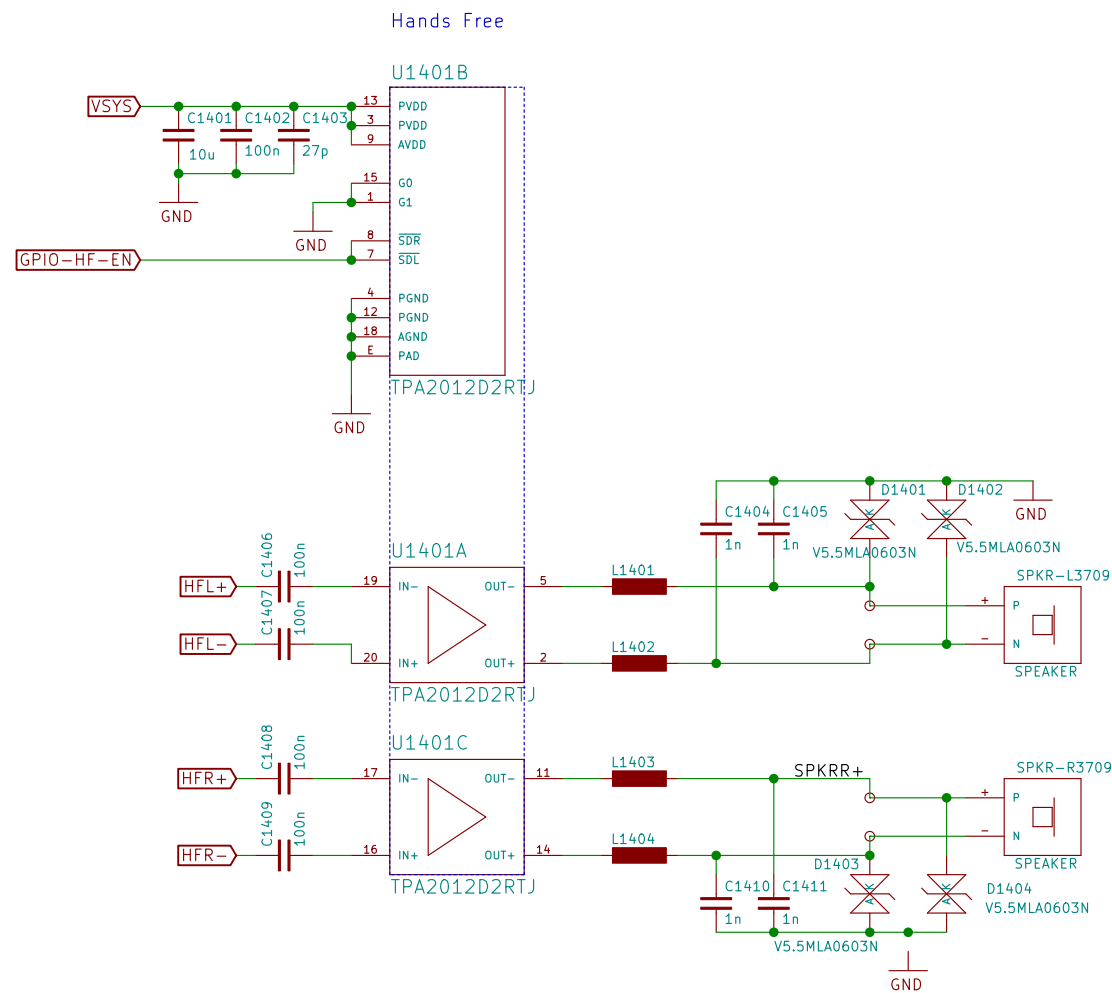 Hands Free
U1401B
VSYS
C1401
C1402
C1403
10u
100n
27p
GND
13 PVDD
3 PVDD
9 AVDD
15 G0
1 G1
GND
8 SDR
GPIO-HF-EN
7 SDL
4 PGND
12 PGND
18 AGND
E PAD
TPA2012D2RTJ
GND
C1404
1n
C1405
1n
D1401
A K
V5.5MLA0603N
D1402
A K
V5.5MLA0603N
GND
U1401A
HFL+
C1406
100n
19 IN-
OUT- 5
L1401
HFL-
C1407
100n
20 IN+
OUT+ 2
L1402
TPA2012D2RTJ
SPKR-L3709
+ P
- N
SPEAKER
U1401C
HFR+
C1408
100n
17 IN-
OUT- 11
L1403
SPKRR+
HFR-
C1409
100n
16 IN+
OUT+ 14
L1404
TPA2012D2RTJ
SPKR-R3709
+ P
- N
SPEAKER
C1410
1n
C1411
1n
D1403
A K
V5.5MLA0603N
A K
D1404
V5.5MLA0603N
GND